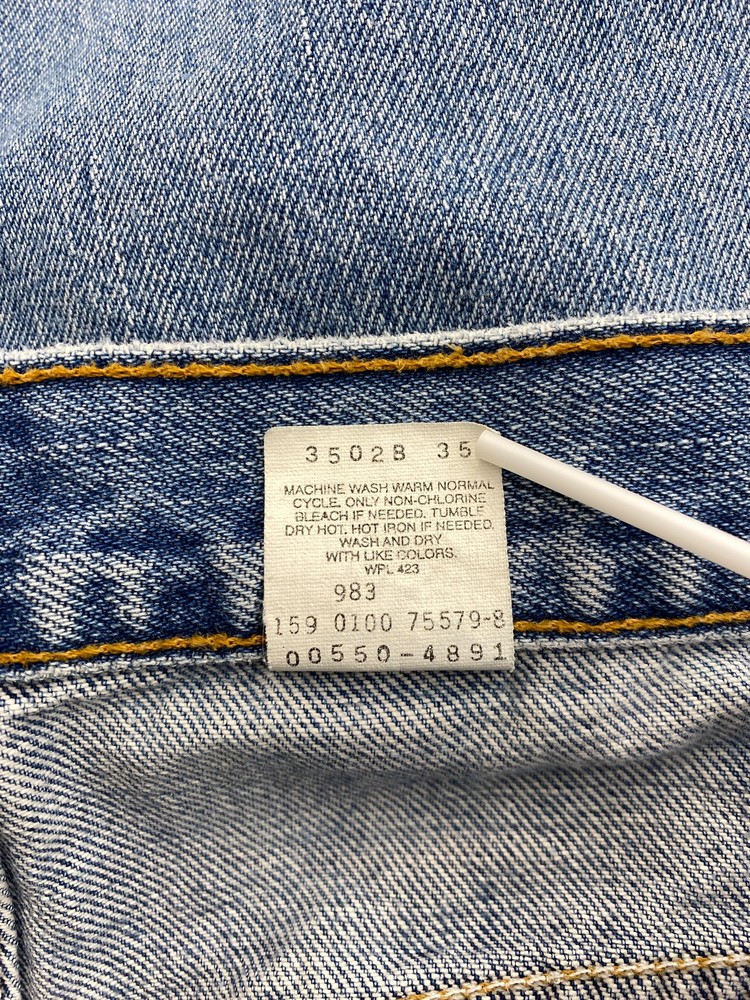 3502B 35
MACHINE WASH WARM NORMAL
CYCLE. ONLY NON-CHLORINE
BLEACH IF NEEDED. TUMBLE
DRY HOT. HOT IRON IF NEEDED.
WASH AND DRY
WITH LIKE COLORS.
WPL 423
983
159 0100 75579-8
00550-4891